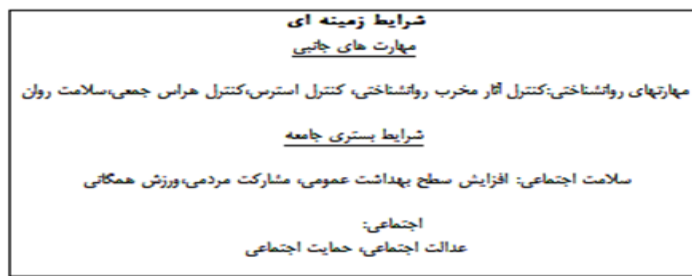 شرایط زمینه ای
مهارت های جانبی
مهارتهای روانشناختی:کنترل آثار مخرب روانشناختی، کنترل استرس،کنترل هراس جمعی،سلامت روان
شرایط بستری جامعه
سلامت اجتماعی: افزایش سطح بهداشت عمومی، مشارکت مردمی،ورزش همگانی
اجتماعی:
عدالت اجتماعی، حمایت اجتماعی